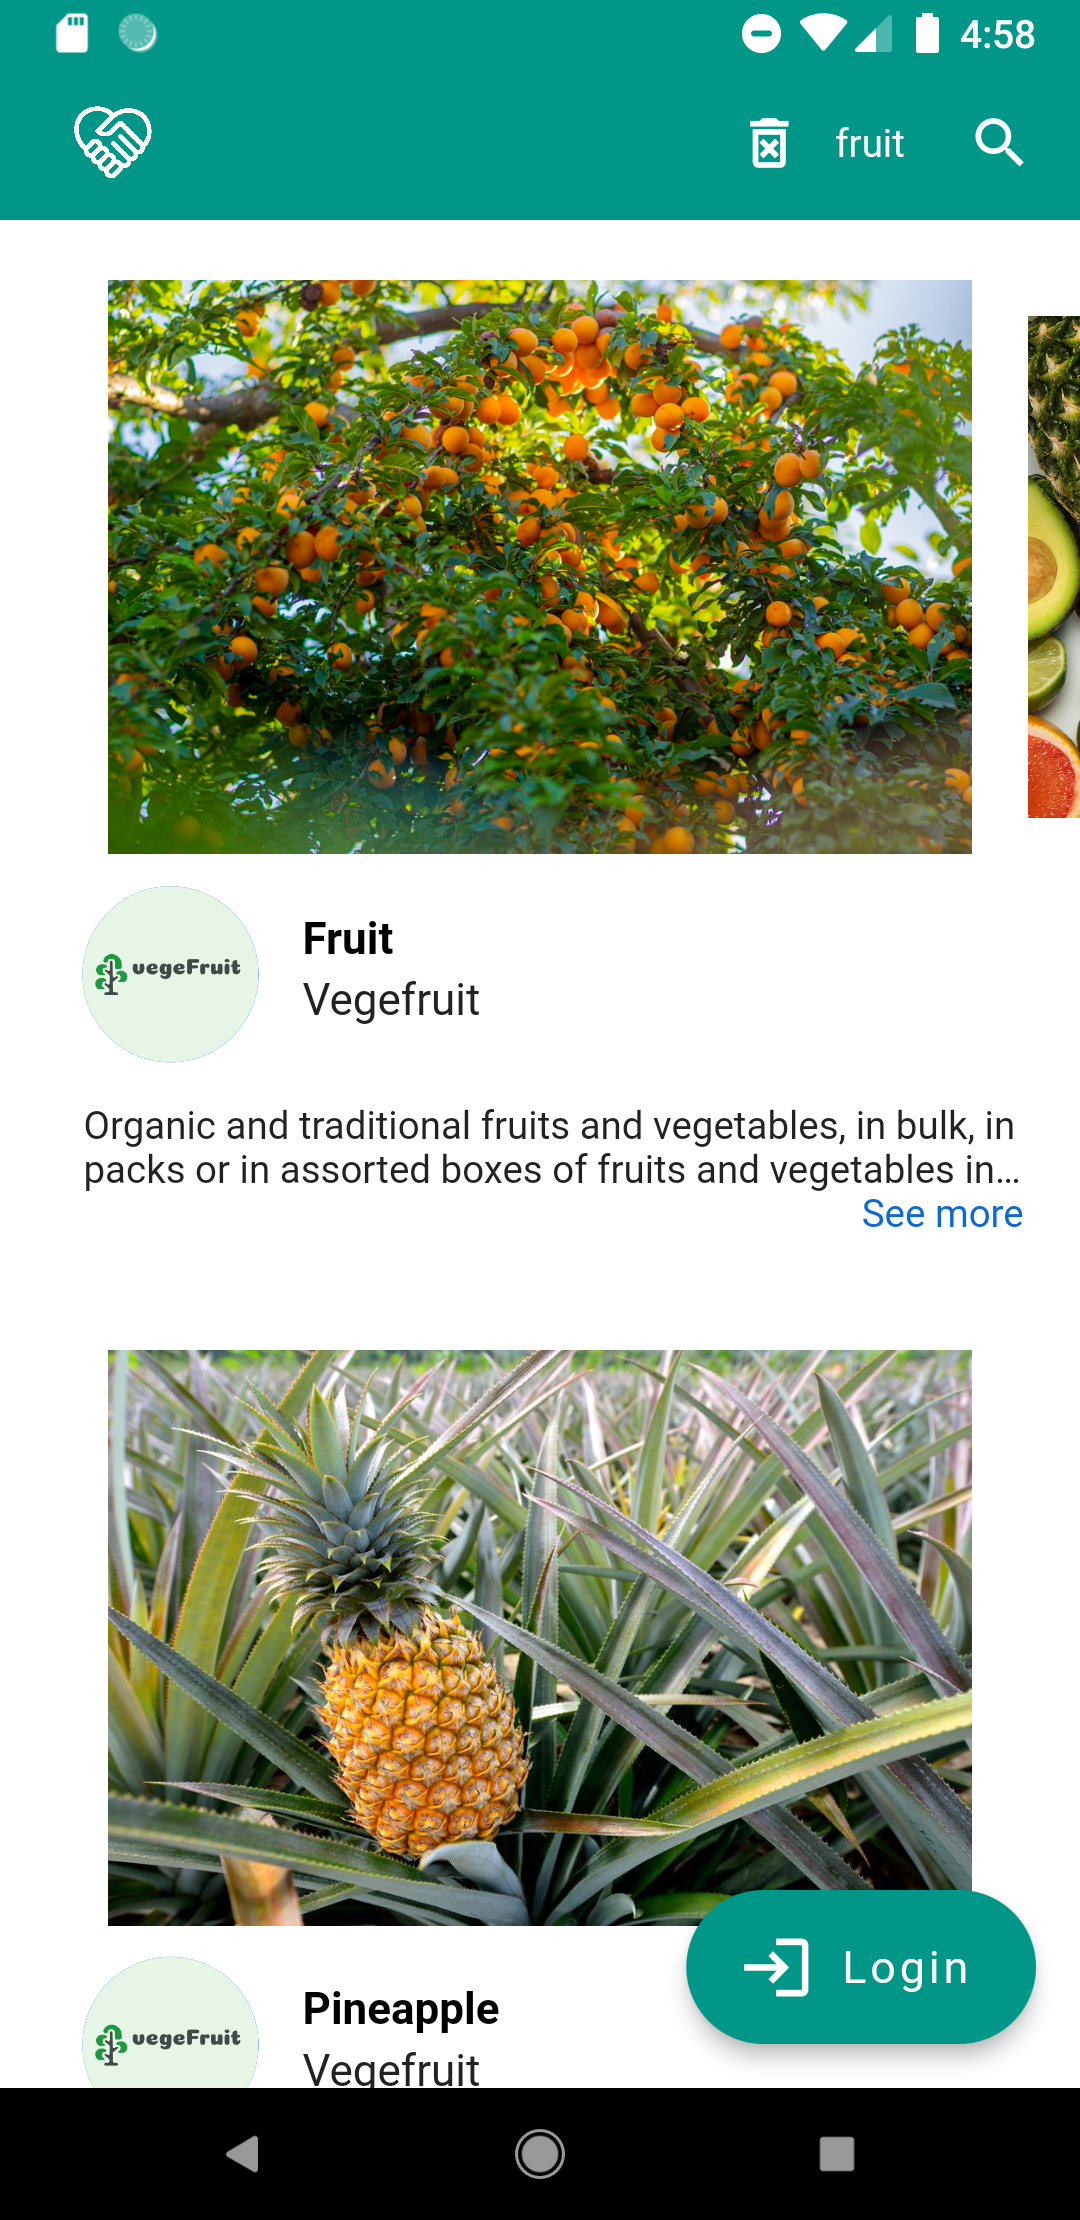 4:58
fruit
vegeFruit
Fruit
Vegefruit
Organic and traditional fruits and vegetables, in bulk, in
packs or in assorted boxes of fruits and vegetables in...
See more
Login
vegeFruit
Pineapple
Vegefruit